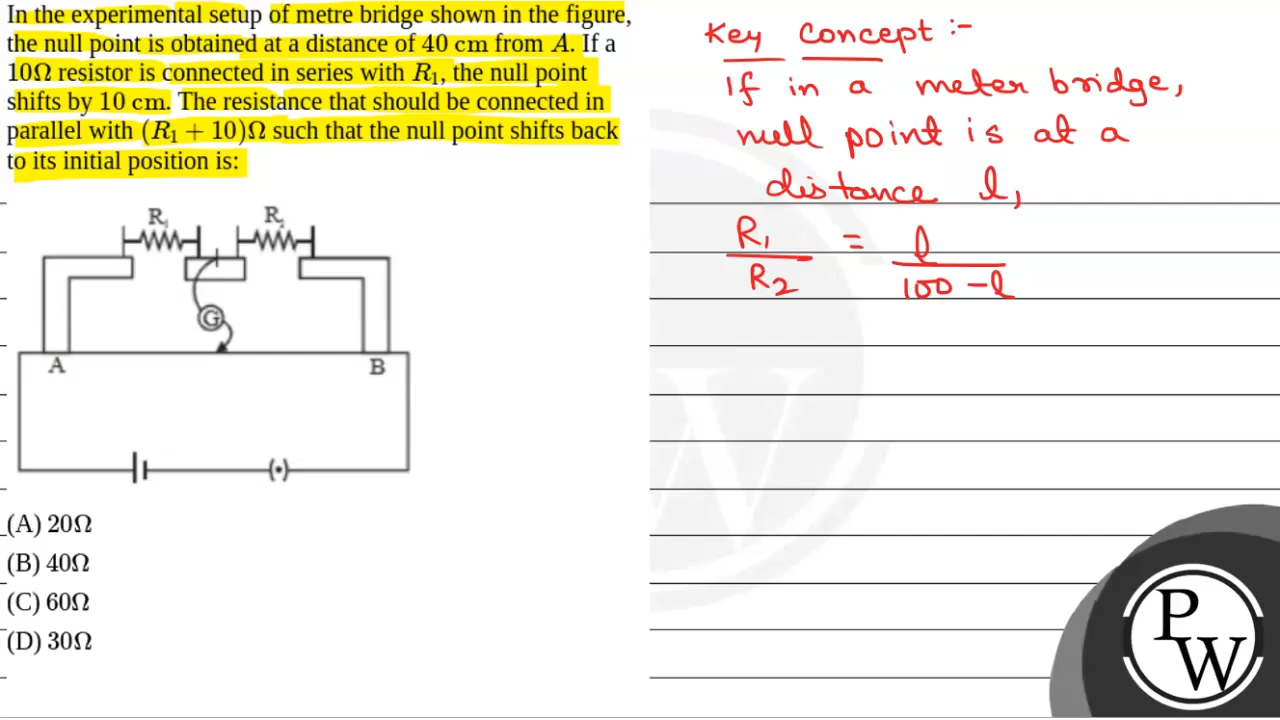 In the experimental setup of metre bridge shown in the figure,
the null point is obtained at a distance of 40 cm from A. If a
10Ω resistor is connected in series with R₁, the null point
shifts by 10 cm. The resistance that should be connected in
parallel with (R₁ + 10)Ω such that the null point shifts back
to its initial position is:
R₁ R₂
G
A B
(A) 20Ω
(B) 40Ω
(C) 60Ω
(D) 30Ω
Key Concept :-
If in a meter bridge,
null point is at a
distance l,
R₁/R₂ = l/(100 - l)
PW